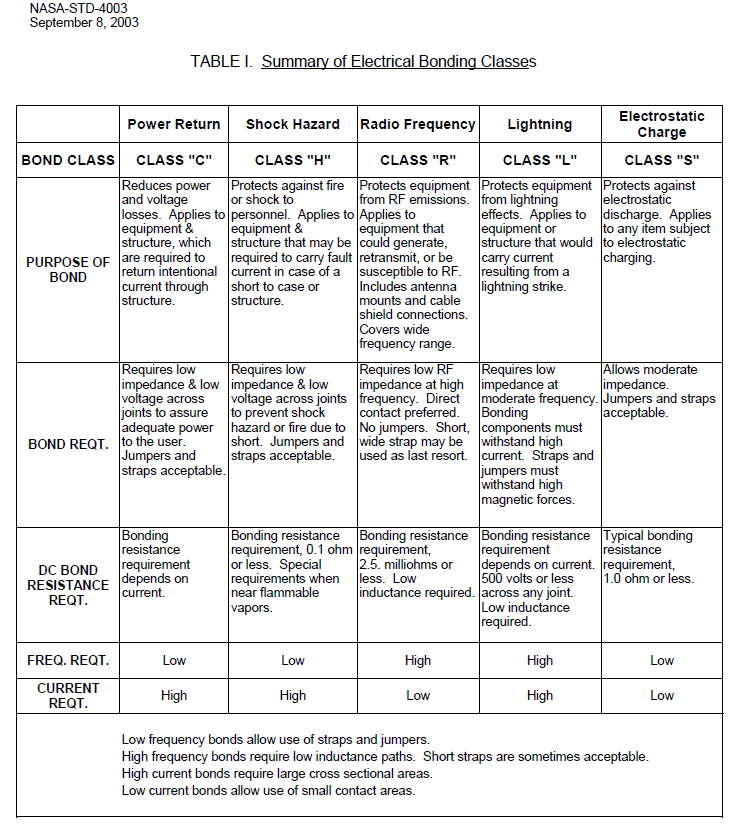 NASA-STD-4003
September 8, 2003
TABLE I. Summary of Electrical Bonding Classes
Power Return
Shock Hazard
Radio Frequency
Lightning
Electrostatic
Charge
BOND CLASS
CLASS "C"
CLASS "H"
CLASS "R"
CLASS "L"
CLASS "S"
PURPOSE OF
BOND
Reduces power
and voltage
losses. Applies to
equipment &
structure, which
are required to
return intentional
current through
structure.
Protects against fire
or shock to
personnel. Applies to
equipment &
structure that may be
required to carry fault
current in case of a
short to case or
structure.
Protects equipment
from RF emissions.
Applies to
equipment that
could generate,
retransmit, or be
susceptible to RF.
Includes antenna
mounts and cable
shield connections.
Covers wide
frequency range.
Protects equipment
from lightning
effects. Applies to
equipment or
structure that would
carry current
resulting from a
lightning strike.
Protects against
electrostatic
discharge. Applies
to any item subject
to electrostatic
charging.
BOND REQT.
Requires low
impedance & low
voltage across
joints to assure
adequate power
to the user.
Jumpers and
straps acceptable.
Requires low
impedance & low
voltage across joints
to prevent shock
hazard or fire due to
short. Jumpers and
straps acceptable.
Requires low RF
impedance at high
frequency. Direct
contact preferred.
No jumpers. Short,
wide strap may be
used as last resort.
Requires low
impedance at
moderate frequency.
Bonding
components must
withstand high
current. Straps and
jumpers must
withstand high
magnetic forces.
Allows moderate
impedance.
Jumpers and straps
acceptable.
DC BOND
RESISTANCE
REQT.
Bonding
resistance
requirement
depends on
current.
Bonding resistance
requirement, 0.1 ohm
or less. Special
requirements when
near flammable
vapors.
Bonding resistance
requirement,
2.5. milliohms or
less. Low
inductance required.
Bonding resistance
requirement
depends on current.
500 volts or less
across any joint.
Low inductance
required.
Typical bonding
resistance
requirement,
1.0 ohm or less.
FREQ. REQT.
Low
Low
High
High
Low
CURRENT
REQT.
High
High
Low
High
Low
Low frequency bonds allow use of straps and jumpers.
High frequency bonds require low inductance paths. Short straps are sometimes acceptable.
High current bonds require large cross sectional areas.
Low current bonds allow use of small contact areas.